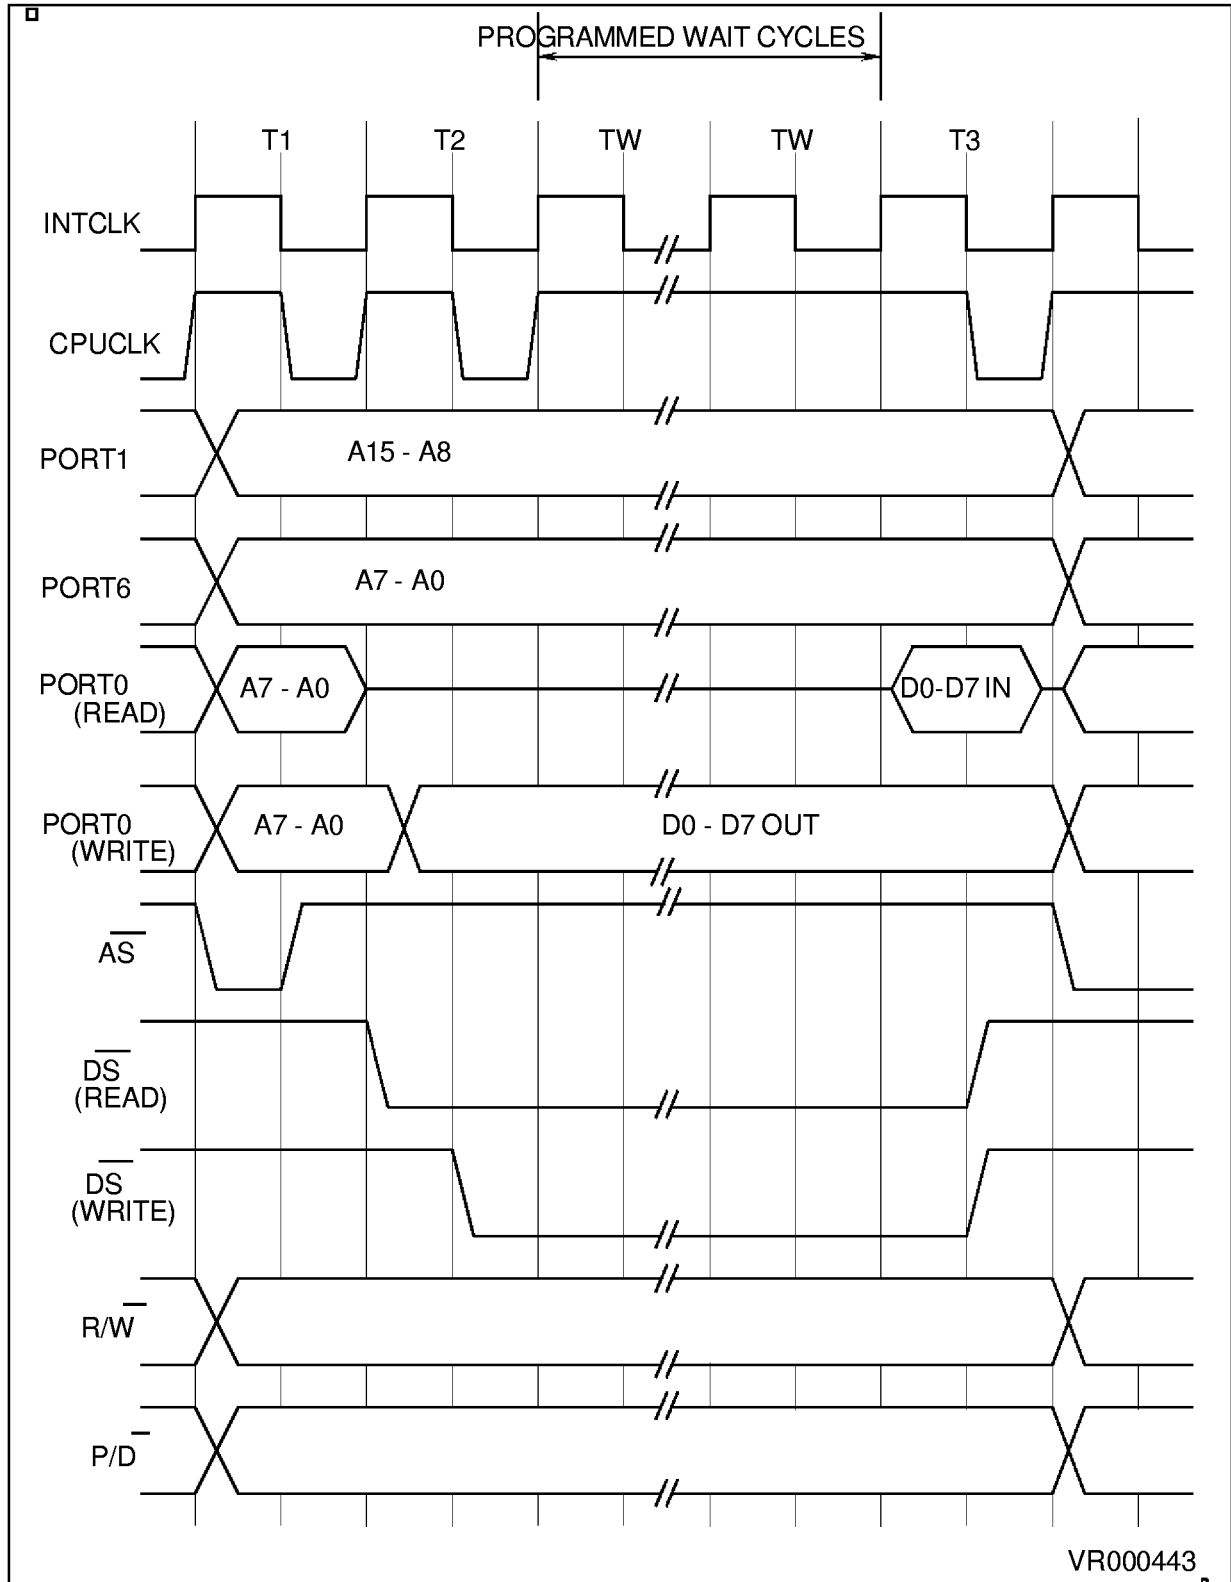 PROGRAMMED WAIT CYCLES
T1 T2 TW TW T3
INTCLK
CPUCLK
PORT1 A15 - A8
PORT6 A7 - A0
PORT0 A7 - A0 D0-D7 IN
(READ)
PORT0 A7 - A0 D0 - D7 OUT
(WRITE)
AS
DS
(READ)
DS
(WRITE)
R/W
P/D
VR000443